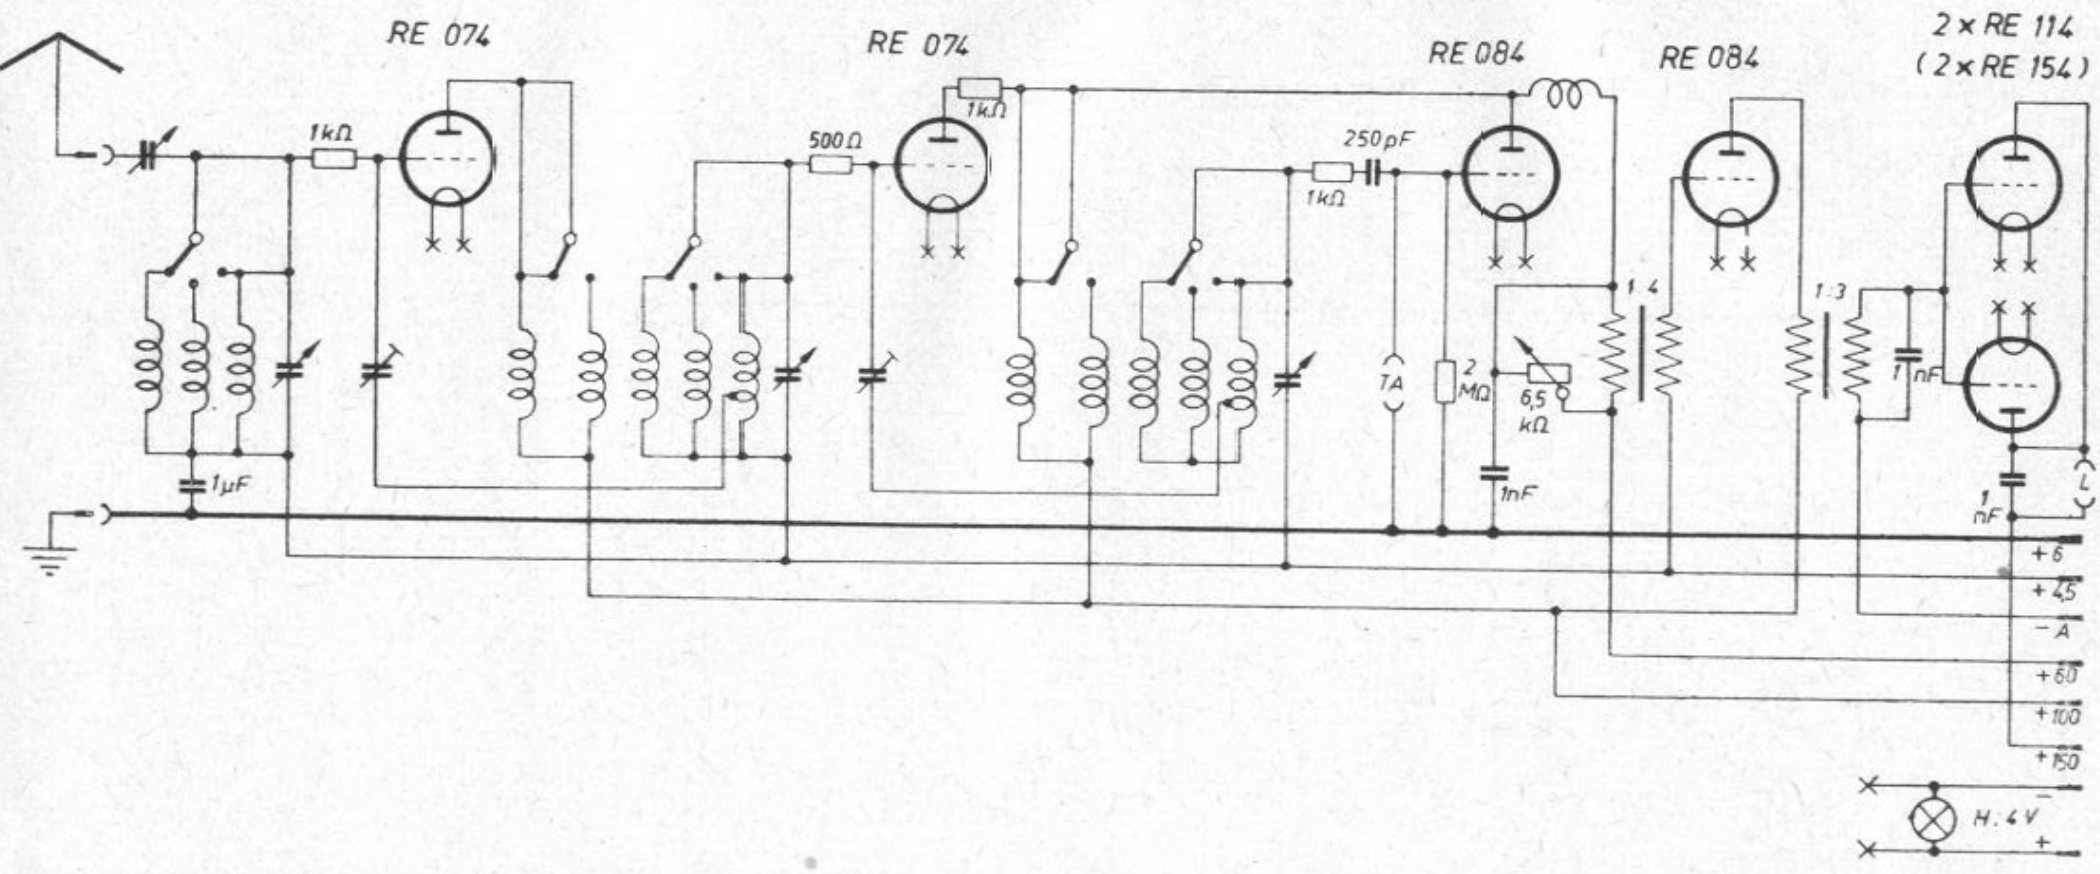 RE 074
RE 074
RE 084
RE 084
2 x RE 114
(2 x RE 154)
1kΩ
500Ω
1kΩ
250pF
1kΩ
1:4
1:3
TA
2
MΩ
6,5
kΩ
1nF
1 nF
1µF
1nF
1
nF
L
+6
+4,5
-A
+60
+100
+150
-
H:4V
+